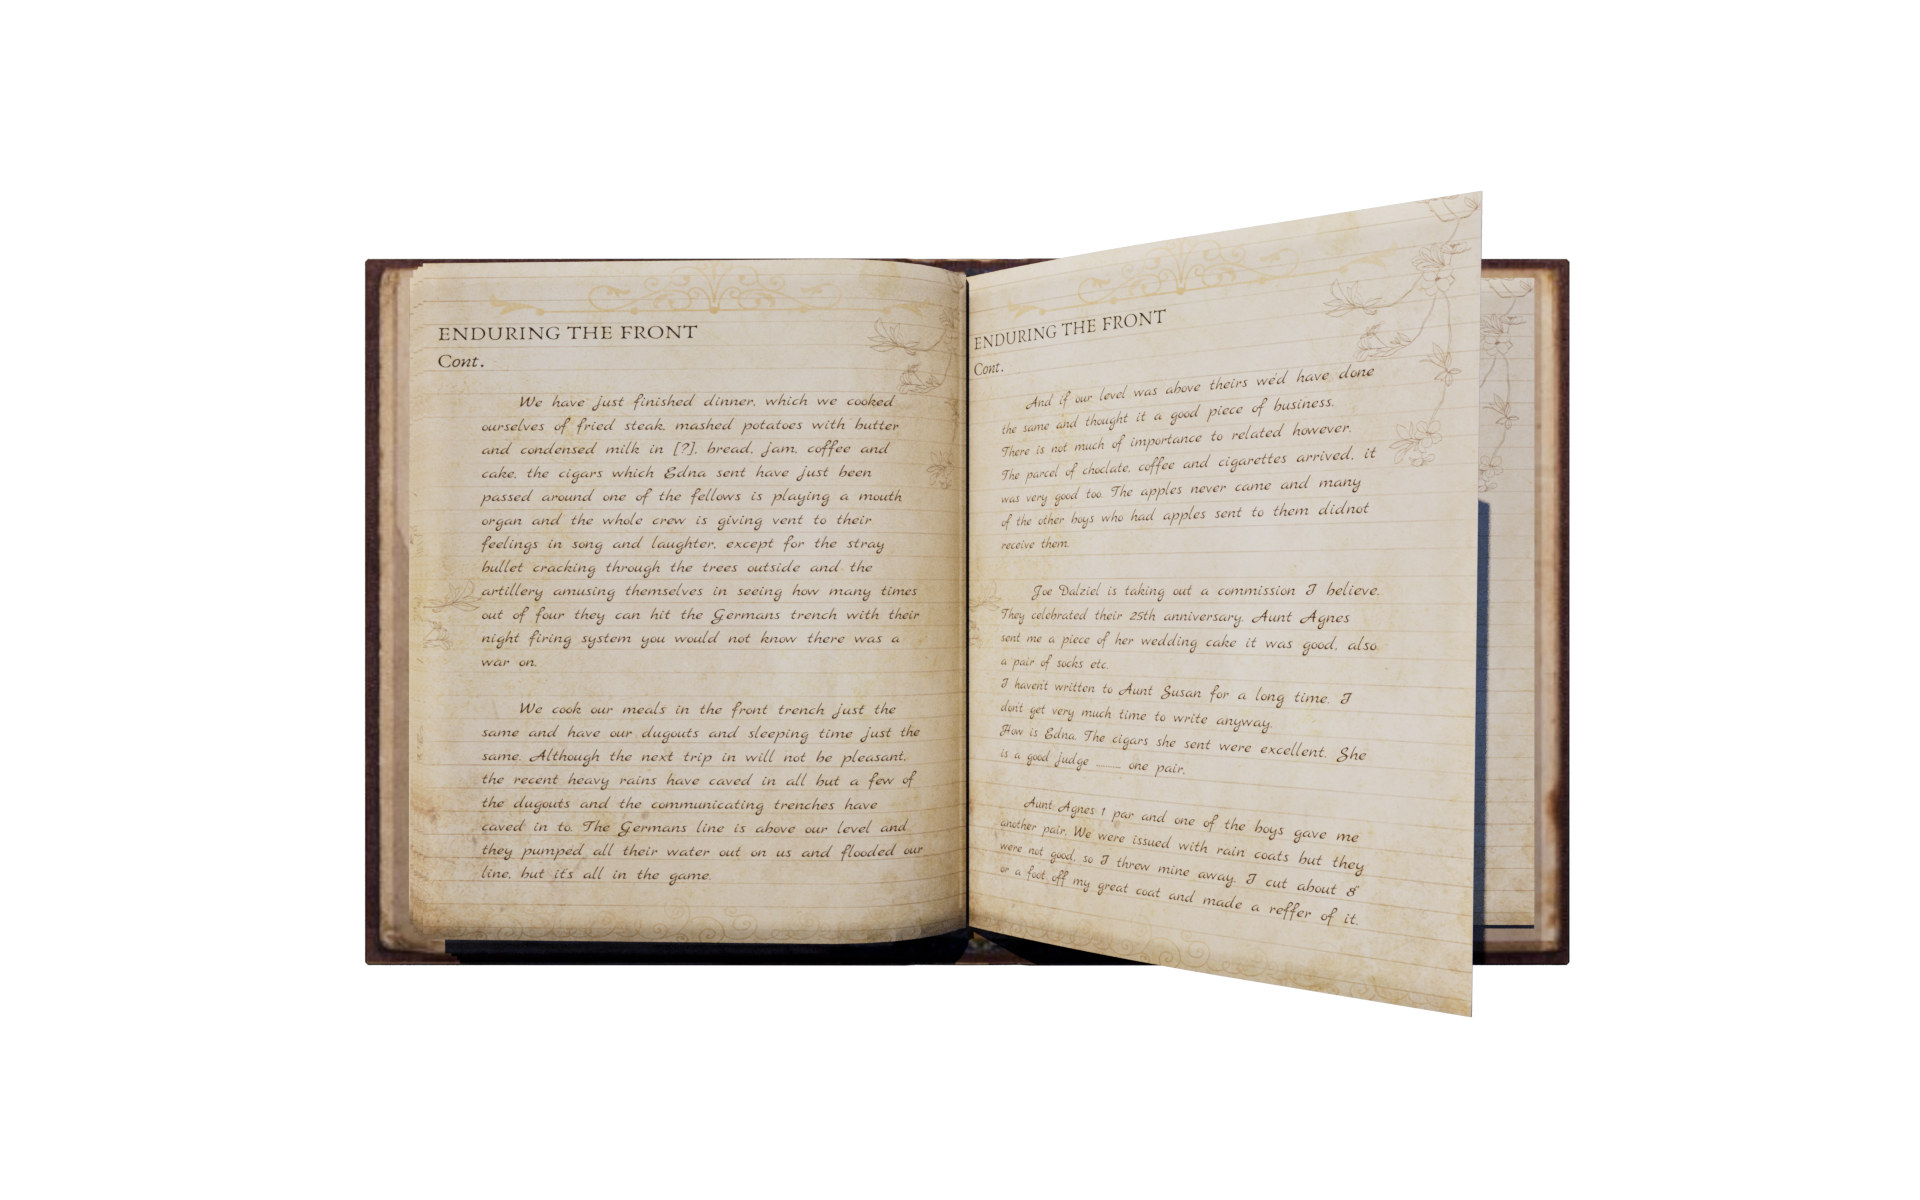 ENDURING THE FRONT
Cont.
We have just finished dinner, which we cooked
ourselves of fried steak, mashed potatoes with butter
and condensed milk in [?], bread, jam, coffee and
cake, the cigars which Edna sent have just been
passed around one of the fellows is playing a mouth
organ and the whole crew is giving vent to their
feelings in song and laughter, except for the stray
bullet cracking through the trees outside and the
artillery amusing themselves in seeing how many times
out of four they can hit the Germans trench with their
night firing system you would not know there was a
war on.
We cook our meals in the front trench just the
same and have our dugouts and sleeping time just the
same. Although the next trip in will not be pleasant,
the recent heavy rains have caved in all but a few of
the dugouts and the communicating trenches have
caved in to. The Germans line is above our level and
they pumped all their water out on us and flooded our
line, but it's all in the game.
ENDURING THE FRONT
Cont.
And if our level was above theirs we'd have done
the same and thought it a good piece of business.
There is not much of importance to related however.
The parcel of choclate, coffee and cigarettes arrived, it
was very good too. The apples never came and many
of the other boys who had apples sent to them didnot
receive them.
Joe Dalziel is taking out a commission I believe.
They celebrated their 25th anniversary. Aunt Agnes
sent me a piece of her wedding cake it was good, also
a pair of socks etc.
I haven't written to Aunt Susan for a long time. I
don't get very much time to write anyway.
How is Edna. The cigars she sent were excellent. She
is a good judge .......... one pair.
Aunt Agnes 1 par and one of the boys gave me
another pair. We were issued with rain coats but they
were not good, so I threw mine away. I cut about 8"
or a foot off my great coat and made a reffer of it.